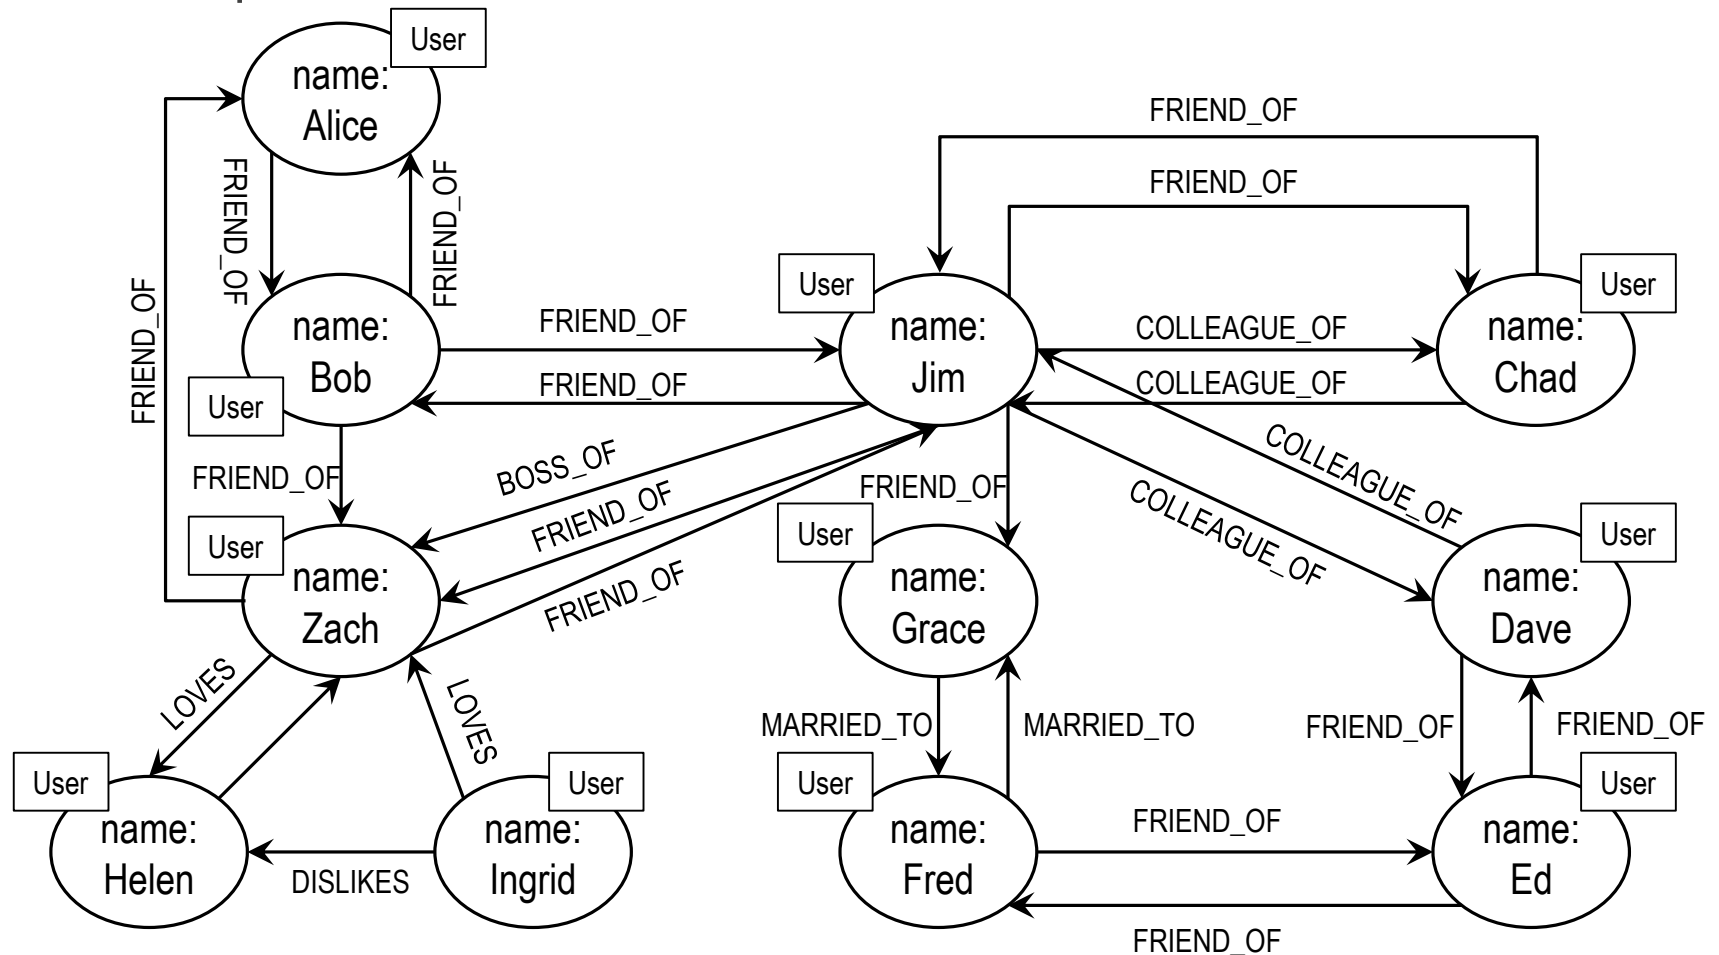 User
name:
Alice
FRIEND_OF
FRIEND_OF
FRIEND_OF
FRIEND_OF
FRIEND_OF
User
name:
Bob
User
FRIEND_OF
FRIEND_OF
User
name:
Jim
COLLEAGUE_OF
COLLEAGUE_OF
User
name:
Chad
FRIEND_OF
BOSS_OF
FRIEND_OF
FRIEND_OF
FRIEND_OF
COLLEAGUE_OF
COLLEAGUE_OF
User
name:
Zach
User
name:
Grace
User
name:
Dave
LOVES
LOVES
MARRIED_TO
MARRIED_TO
FRIEND_OF
FRIEND_OF
User
name:
Helen
DISLIKES
User
name:
Ingrid
User
name:
Fred
FRIEND_OF
FRIEND_OF
User
name:
Ed